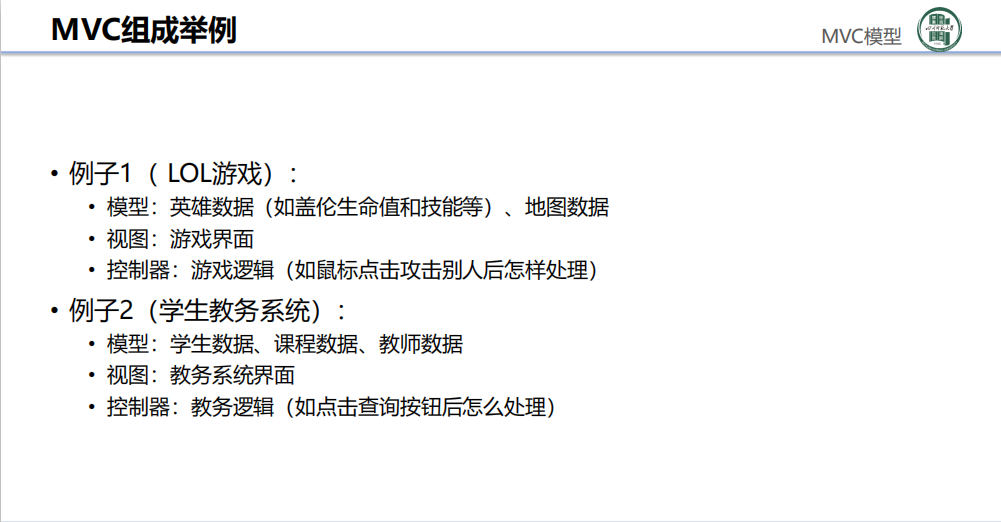 MVC组成举例
MVC模型
• 例子1（ LOL游戏）：
• 模型：英雄数据（如盖伦生命值和技能等）、地图数据
• 视图：游戏界面
• 控制器：游戏逻辑（如鼠标点击攻击别人后怎样处理）
• 例子2（学生教务系统）：
• 模型：学生数据、课程数据、教师数据
• 视图：教务系统界面
• 控制器：教务逻辑（如点击查询按钮后怎么处理）